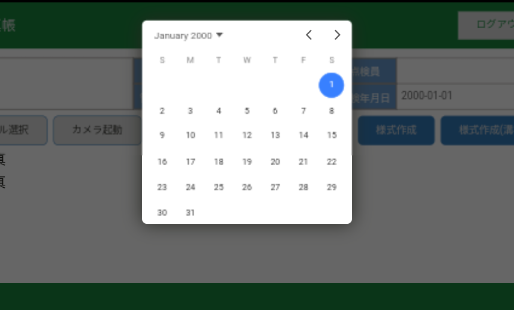 帳
ログアウ
January 2000
検員
年月日 2000-01-01
S M T W T F S
1
2 3 4 5 6 7 8
9 10 11 12 13 14 15
16 17 18 19 20 21 22
23 24 25 26 27 28 29
30 31
ル選択 カメラ起動 様式作成 様式作成(溝
真
真